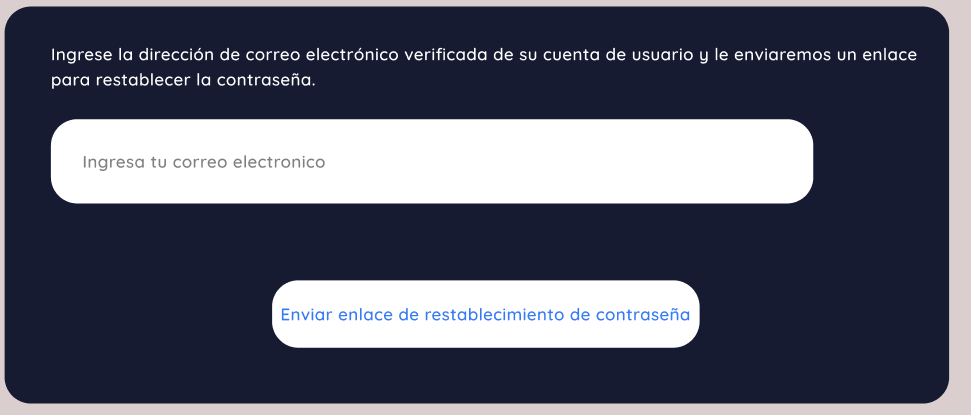 Ingrese la dirección de correo electrónico verificada de su cuenta de usuario y le enviaremos un enlace
para restablecer la contraseña.
Ingresa tu correo electronico
Enviar enlace de restablecimiento de contraseña